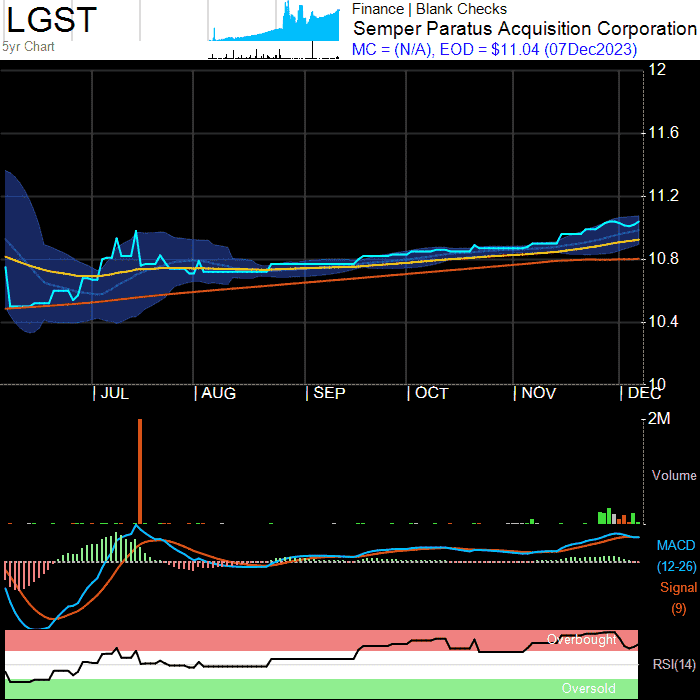 LGST
5yr Chart
Finance | Blank Checks
Semper Paratus Acquisition Corporation
MC = (N/A), EOD = $11.04 (07Dec2023)
12
11.6
11.2
10.8
10.4
10
JUL
AUG
SEP
OCT
NOV
DEC
2M
Volume
MACD
(12-26)
Signal
(9)
Overbought
RSI(14)
Oversold